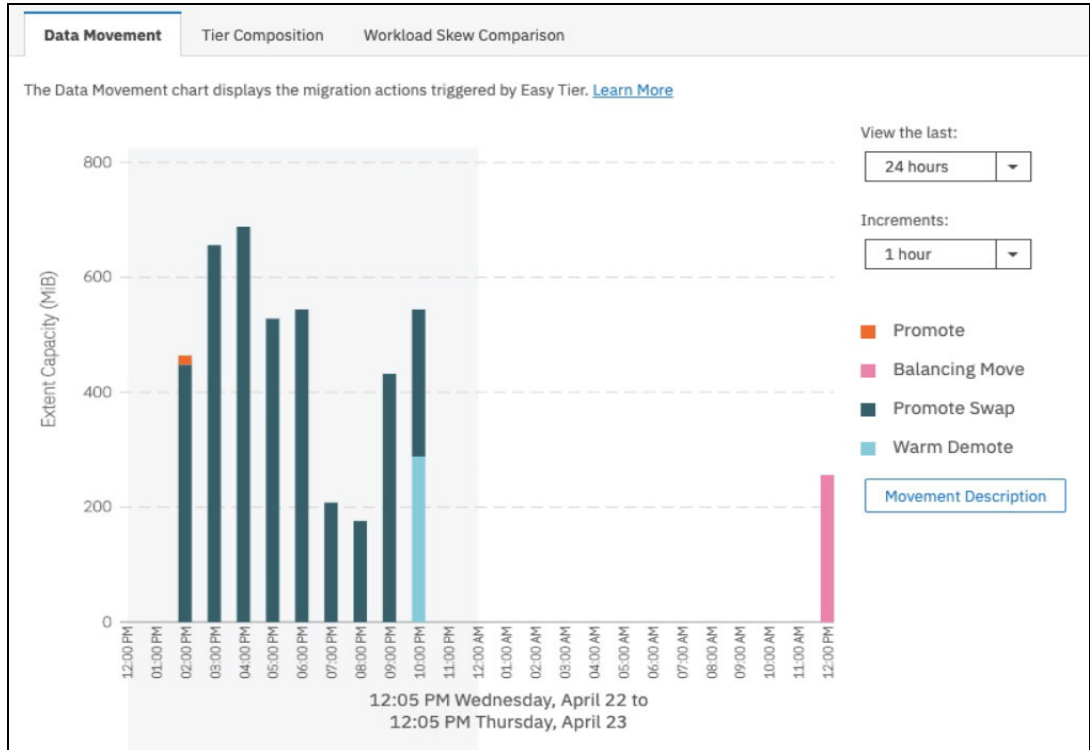 Data Movement
Tier Composition
Workload Skew Comparison
The Data Movement chart displays the migration actions triggered by Easy Tier. Learn More
View the last:
24 hours
Increments:
1 hour
Promote
Balancing Move
Promote Swap
Warm Demote
Movement Description
Extent Capacity (MiB)
800
600
400
200
0
12:00 PM
01:00 PM
02:00 PM
03:00 PM
04:00 PM
05:00 PM
06:00 PM
07:00 PM
08:00 PM
09:00 PM
10:00 PM
11:00 PM
12:00 AM
01:00 AM
02:00 AM
03:00 AM
04:00 AM
05:00 AM
06:00 AM
07:00 AM
08:00 AM
09:00 AM
10:00 AM
11:00 AM
12:00 PM
12:05 PM Wednesday, April 22 to
12:05 PM Thursday, April 23